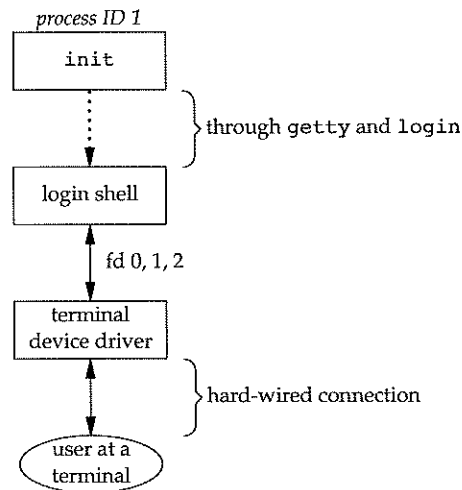 process ID 1
init
through getty and login
login shell
fd 0, 1, 2
terminal
device driver
hard-wired connection
user at a
terminal